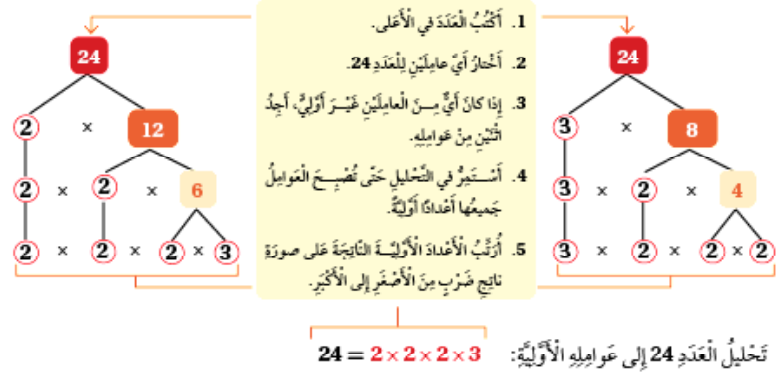 24
2 × 12
2 × 2 × 6
2 × 2 × 2 × 3
1. أَكْتُبُ الْعَدَدَ في الْأَعْلى.
2. أَخْتارُ أَيَّ عامِلَيْنِ لِلْعَدَدِ 24.
3. إِذا كانَ أَيٌّ مِنَ الْعامِلَيْنِ غَيْرَ أَوَّلِيٍّ، أَجِدُ
اثْنَيْنِ مِنْ عَوامِلِهِ.
4. أَسْتَمِرُّ في التَّحْليلِ حَتّى تُصْبِحَ الْعَوامِلُ
جَميعُها أَعْدادًا أَوَّلِيَّةً.
5. أُرَتِّبُ الْأَعْدادَ الْأَوَّلِيَّةَ النّاتِجَةَ عَلى صورَةِ
ناتِجِ ضَرْبٍ مِنَ الْأَصْغَرِ إِلى الْأَكْبَرِ.
24
3 × 8
3 × 2 × 4
3 × 2 × 2 × 2
تَحْليلُ الْعَدَدِ 24 إِلى عَوامِلِهِ الْأَوَّلِيَّةِ: 24 = 2 × 2 × 2 × 3